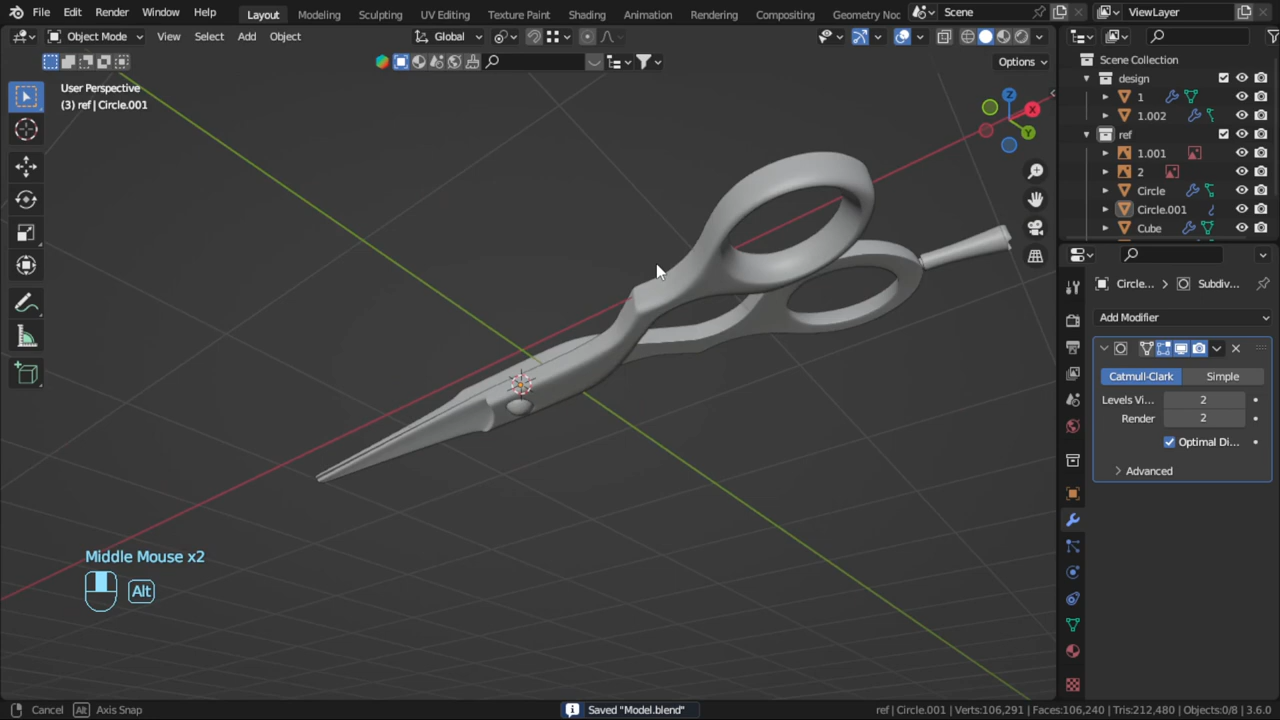 File Edit Render Window Help Layout Modeling Sculpting UV Editing Texture Paint Shading Animation Rendering Compositing Geometry Noc Scene ViewLayer
Object Mode View Select Add Object Global
Options
User Perspective
(3) ref | Circle.001
Z
X
Y
Scene Collection
design
1
1.002
ref
1.001
2
Circle
Circle.001
Cube
Circle... > Subdiv...
Add Modifier
Catmull-Clark Simple
Levels Vi... 2
Render 2
Optimal Di...
Advanced
Middle Mouse x2
Alt
Cancel Alt Axis Snap Saved "Model.blend" ref | Circle.001 | Verts:106,291 | Faces:106,240 | Tris:212,480 | Objects:0/8 | 3.6.0